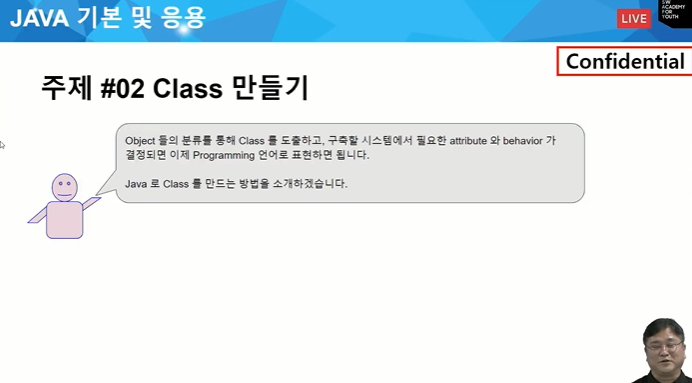 JAVA 기본 및 응용
LIVE
SW
ACADEMY
FOR
YOUTH
Confidential
주제 #02 Class 만들기
Object 들의 분류를 통해 Class 를 도출하고, 구축할 시스템에서 필요한 attribute 와 behavior 가
결정되면 이제 Programming 언어로 표현하면 됩니다.
Java 로 Class 를 만드는 방법을 소개하겠습니다.